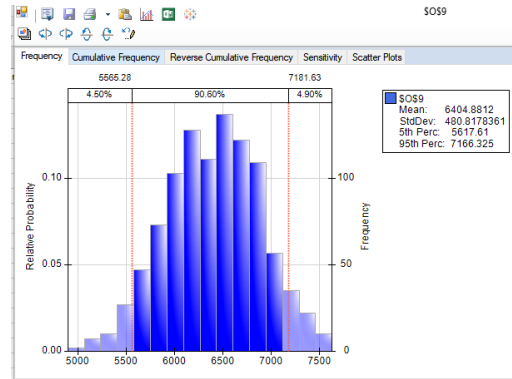 $O$9
Frequency Cumulative Frequency Reverse Cumulative Frequency Sensitivity Scatter Plots
5565.28 7181.63
4.50% 90.60% 4.90%
$O$9
Mean: 6404.8812
StdDev: 480.8178361
5th Perc: 5617.61
95th Perc: 7166.325
Relative Probability
0.10
0.05
0.00
100
50
0
Frequency
5000 5500 6000 6500 7000 7500